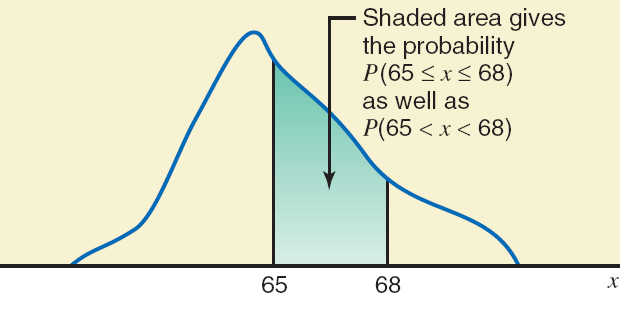 Shaded area gives
the probability
P(65 ≤ x ≤ 68)
as well as
P(65 < x < 68)
65
68
x